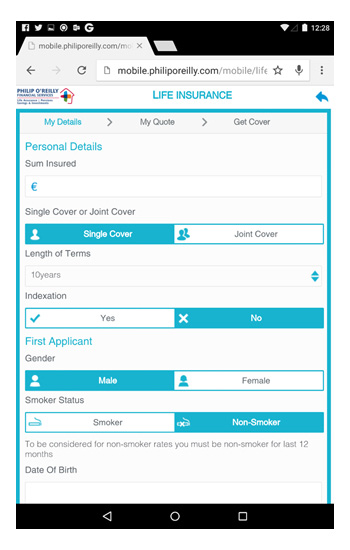 12:28
mobile.philiporeilly.com/mo
mobile.philiporeilly.com/mobile/life
PHILIP O'REILLY
FINANCIAL SERVICES
LIFE INSURANCE
My Details
My Quote
Get Cover
Personal Details
Sum Insured
€
Single Cover or Joint Cover
Single Cover
Joint Cover
Length of Terms
10years
Indexation
Yes
No
First Applicant
Gender
Male
Female
Smoker Status
Smoker
Non-Smoker
To be considered for non-smoker rates you must be non-smoker for last 12
months
Date Of Birth